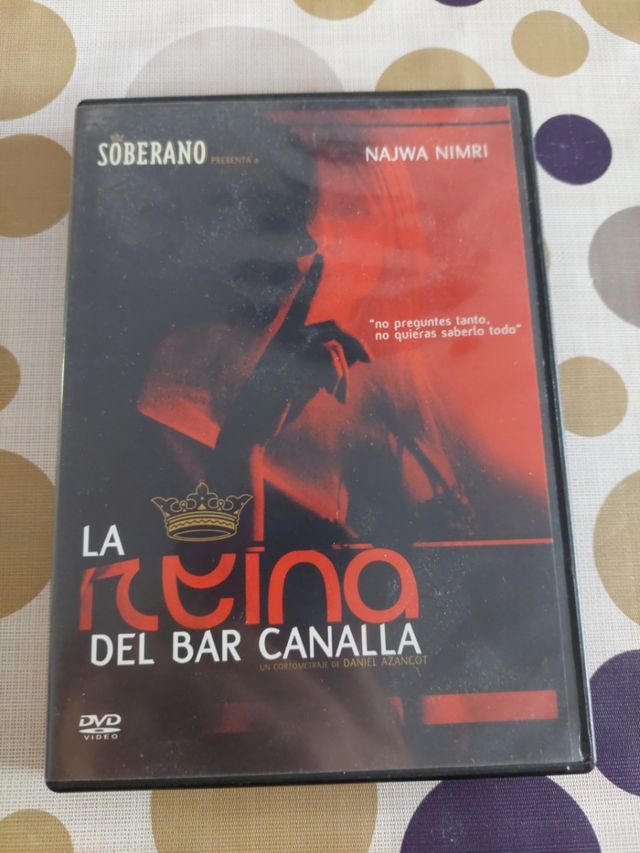 SOBERANO PRESENTA a
NAJWA NIMRI
"no preguntes tanto,
no quieras saberlo todo"
LA
reina
DEL BAR CANALLA
UN CORTOMETRAJE DE DANIEL AZANCOT
DVD
VIDEO